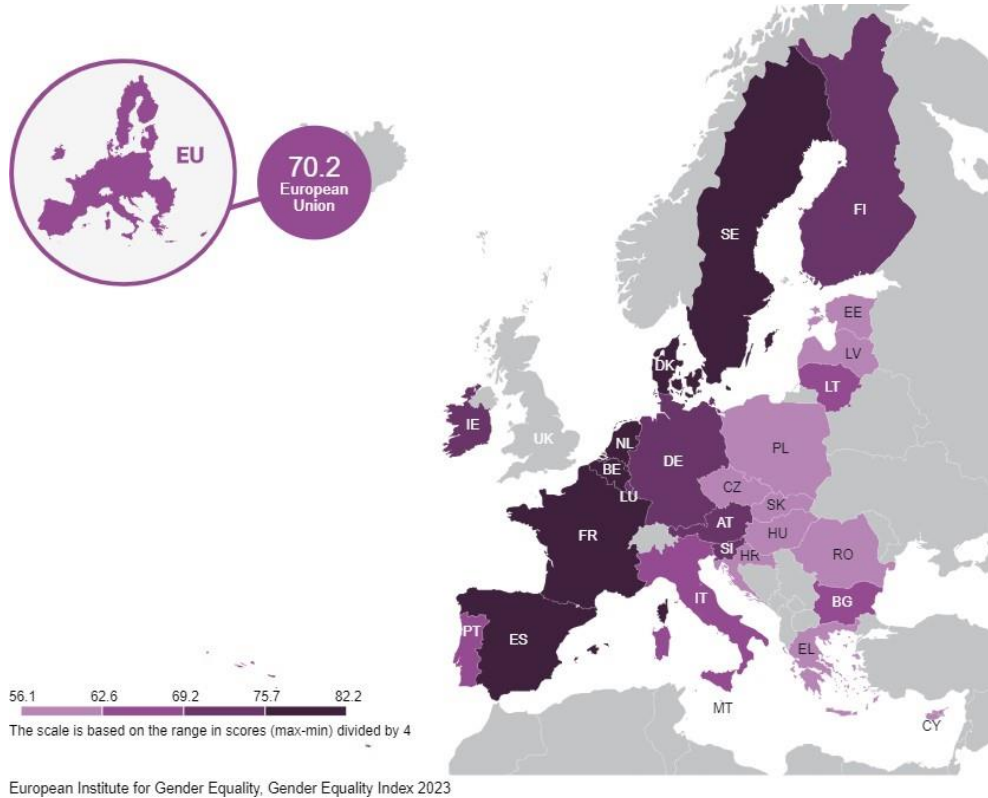 EU
70.2
European
Union
FI
SE
EE
LV
DK
LT
IE
UK
NL
DE
PL
BE
CZ
LU
SK
AT
HU
FR
SI
HR
RO
IT
BG
PT
ES
EL
56.1 62.6 69.2 75.7 82.2
MT
CY
The scale is based on the range in scores (max-min) divided by 4
European Institute for Gender Equality, Gender Equality Index 2023